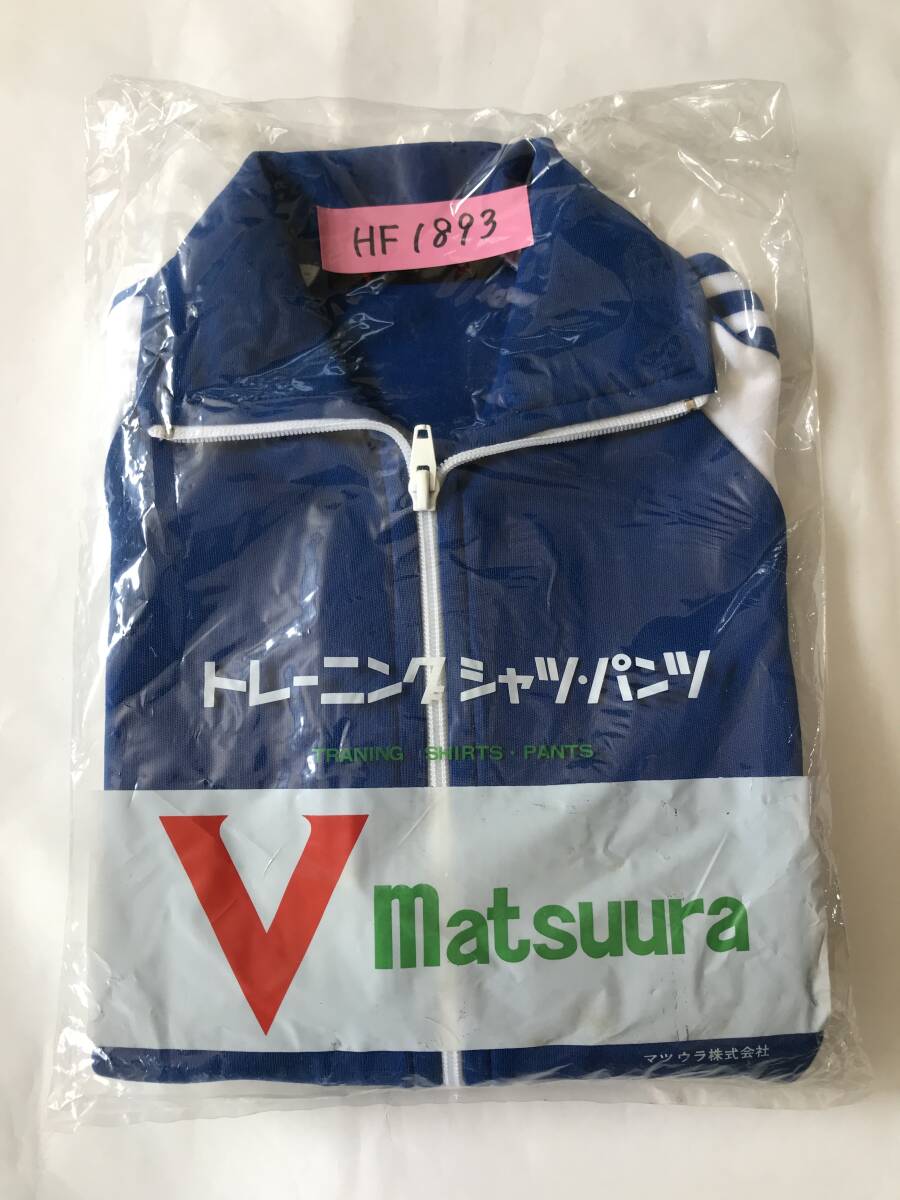 HF1893
トレーニングシャツ・パンツ
TRANING SHIRTS・PANTS
V matsuura
マツウラ株式会社